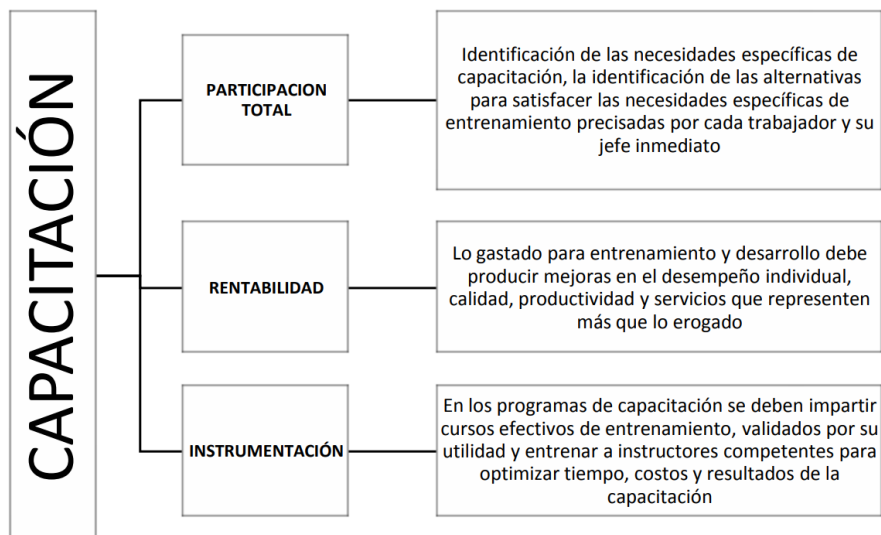 CAPACITACIÓN
PARTICIPACION
TOTAL
Identificación de las necesidades específicas de
capacitación, la identificación de las alternativas
para satisfacer las necesidades específicas de
entrenamiento precisadas por cada trabajador y su
jefe inmediato
RENTABILIDAD
Lo gastado para entrenamiento y desarrollo debe
producir mejoras en el desempeño individual,
calidad, productividad y servicios que representen
más que lo erogado
INSTRUMENTACIÓN
En los programas de capacitación se deben impartir
cursos efectivos de entrenamiento, validados por su
utilidad y entrenar a instructores competentes para
optimizar tiempo, costos y resultados de la
capacitación